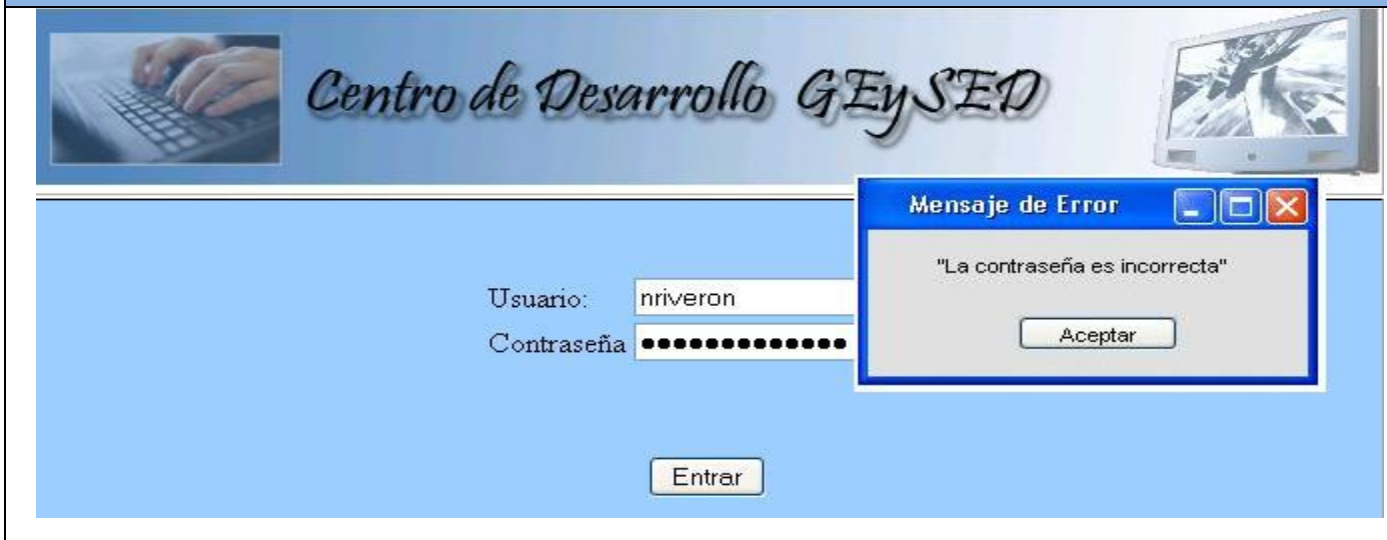 Centro de Desarrollo GEySED
Mensaje de Error
"La contraseña es incorrecta"
Aceptar
Usuario: nriveron
Contraseña •••••••••••••
Entrar